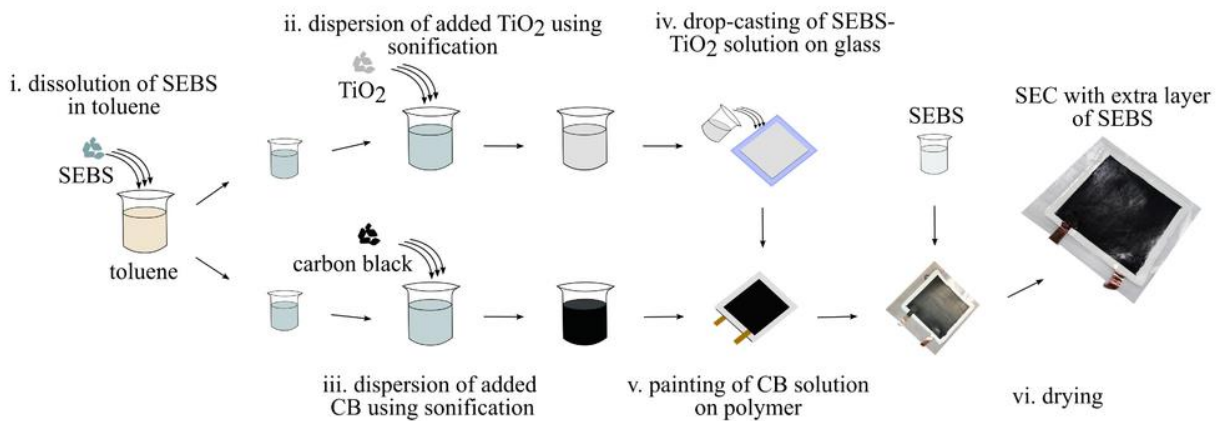 i. dissolution of SEBS
in toluene
SEBS
toluene
ii. dispersion of added TiO2 using
sonification
TiO2
carbon black
iii. dispersion of added
CB using sonification
iv. drop-casting of SEBS-
TiO2 solution on glass
v. painting of CB solution
on polymer
SEBS
SEC with extra layer
of SEBS
vi. drying